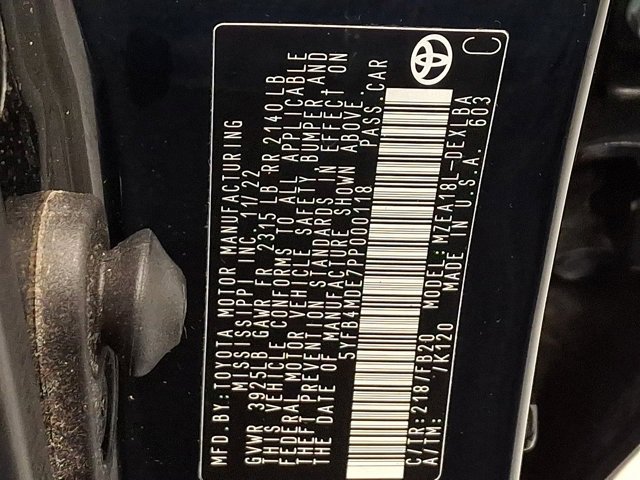 MFD.BY:TOYOTA MOTOR MANUFACTURING
MISSISSIPPI INC. 11/22
GVWR 3925LB GAWR FR 2315 LB RR 2140 LB
THIS VEHICLE CONFORMS TO ALL APPLICABLE
FEDERAL MOTOR VEHICLE SAFETY, BUMPER AND
THEFT PREVENTION STANDARDS IN EFFECT ON
THE DATE OF MANUFACTURE SHOWN ABOVE.
5YFB4MDE7PP000118 PASS.CAR
C/TR:218/FB20 MODEL: MZEA18L-DEXLBA
A/TM: /K120 MADE IN U.S.A. 603
C